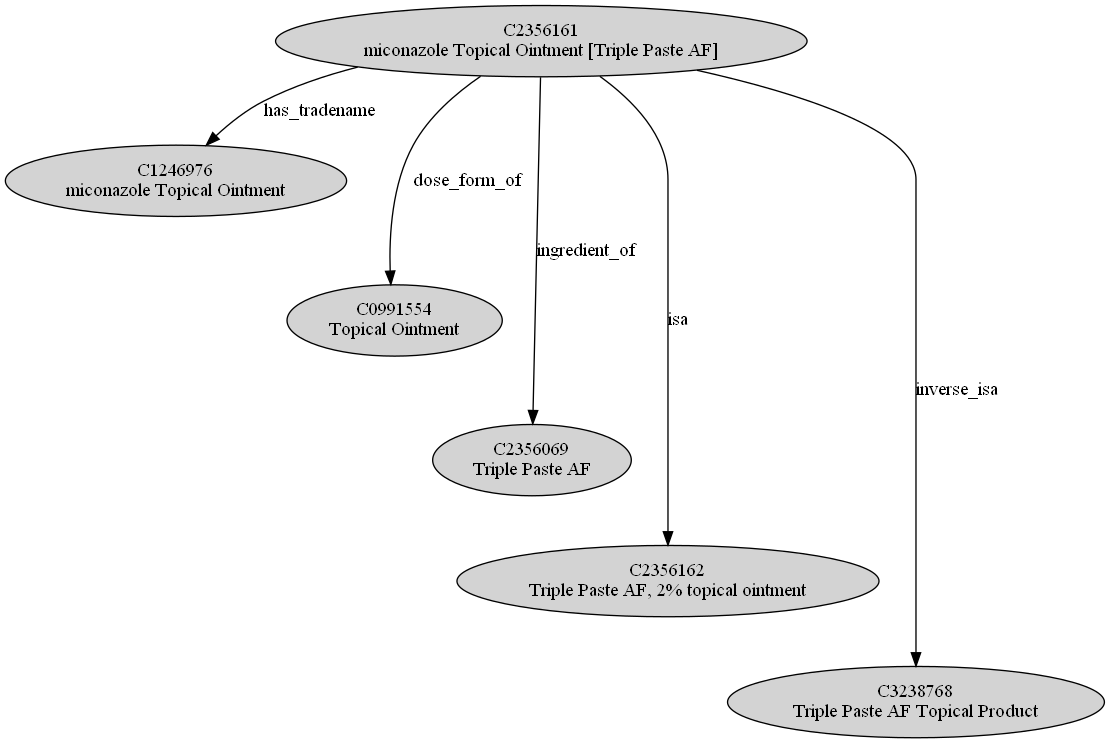 C2356161
miconazole Topical Ointment [Triple Paste AF]
has_tradename
C1246976
miconazole Topical Ointment
dose_form_of
ingredient_of
C0991554
Topical Ointment
isa
inverse_isa
C2356069
Triple Paste AF
C2356162
Triple Paste AF, 2% topical ointment
C3238768
Triple Paste AF Topical Product